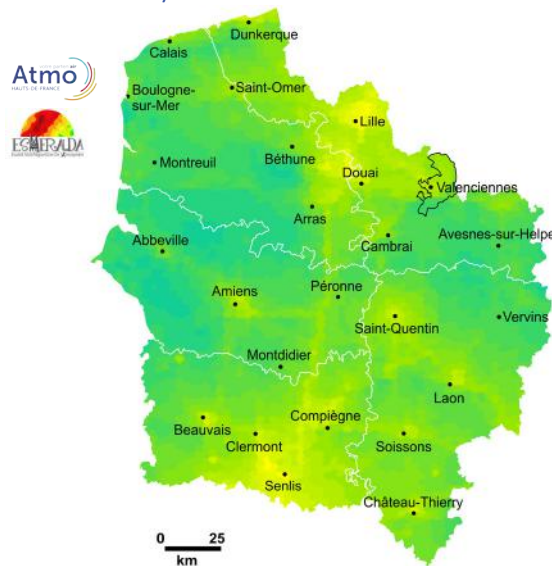 Dunkerque
Calais
Atmo
HAUTS-DE-FRANCE
Boulogne-
sur-Mer
Saint-Omer
Lille
ESMERALDA
Montreuil
Béthune
Douai
Valenciennes
Arras
Cambrai
Avesnes-sur-Helpe
Abbeville
Péronne
Amiens
Saint-Quentin
Vervins
Montdidier
Laon
Beauvais
Compiègne
Clermont
Soissons
Senlis
Château-Thierry
0 25
km